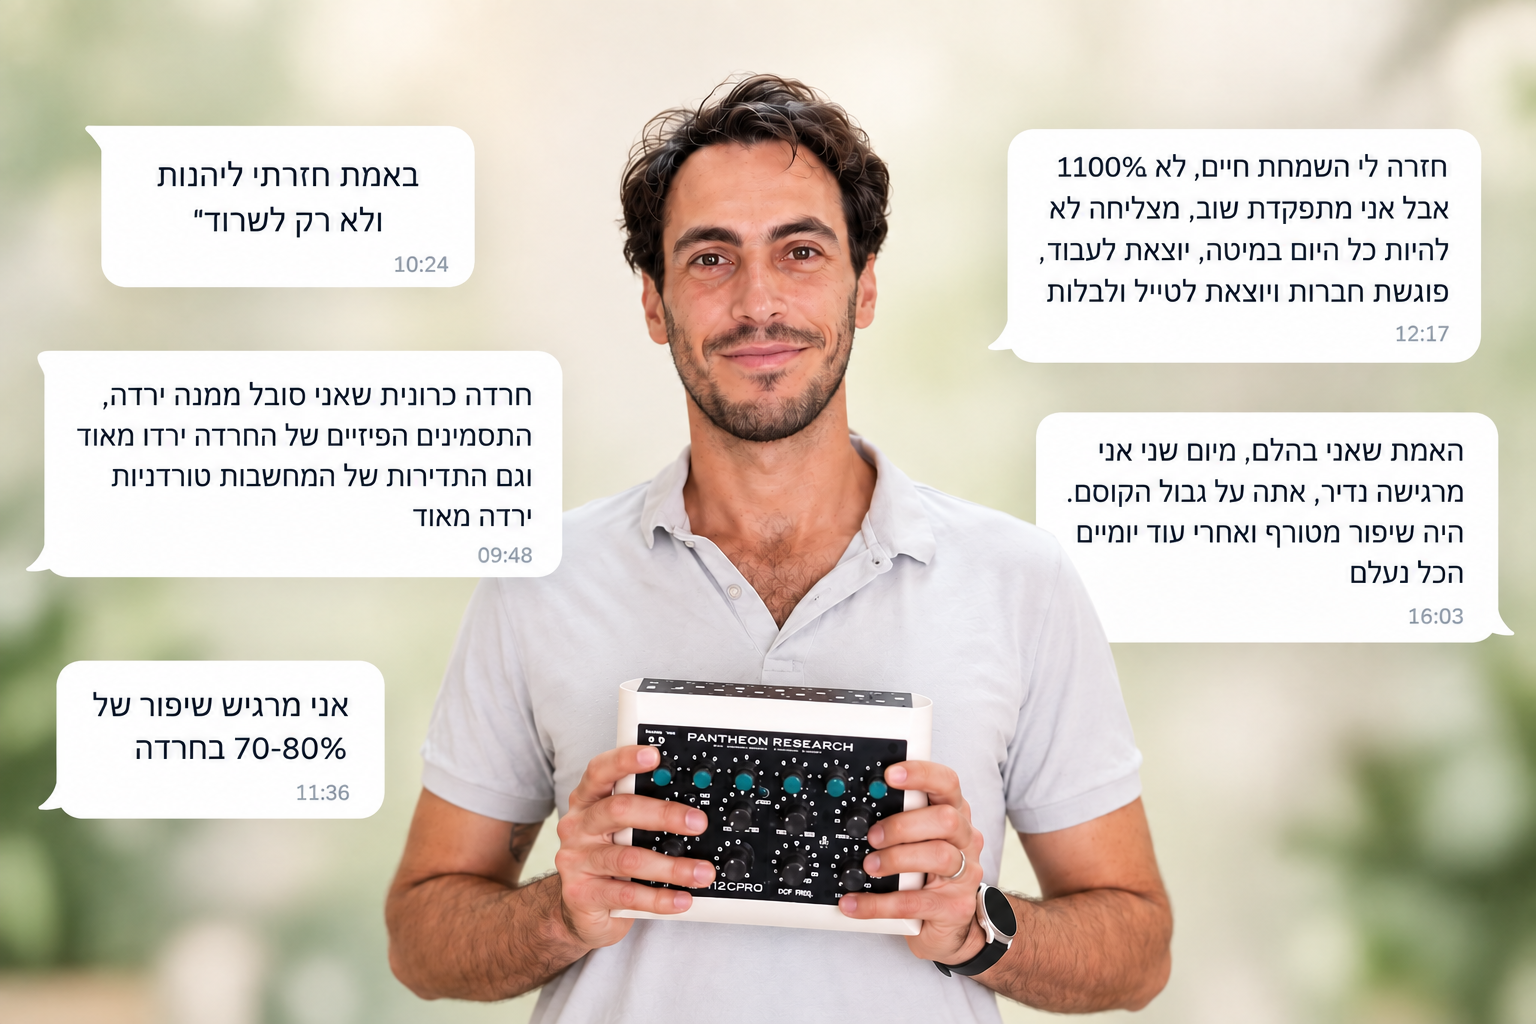 באמת חזרתי ליהנות
ולא רק לשרוד"
10:24
חרדה כרונית שאני סובל ממנה ירדה,
התסמינים הפיזיים של החרדה ירדו מאוד
וגם התדירות של המחשבות טורדניות
ירדה מאוד
09:48
אני מרגיש שיפור של
70-80% בחרדה
11:36
חזרה לי השמחת חיים, לא 1100%
אבל אני מתפקדת שוב, מצליחה לא
להיות כל היום במיטה, יוצאת לעבוד,
פוגשת חברות ויוצאת לטייל ולבלות
12:17
האמת שאני בהלם, מיום שני אני
מרגישה נדיר, אתה על גבול הקוסם.
היה שיפור מטורף ואחרי עוד יומיים
הכל נעלם
16:03
PANTHEON RESEARCH
12CPRO
DCF FREQ.